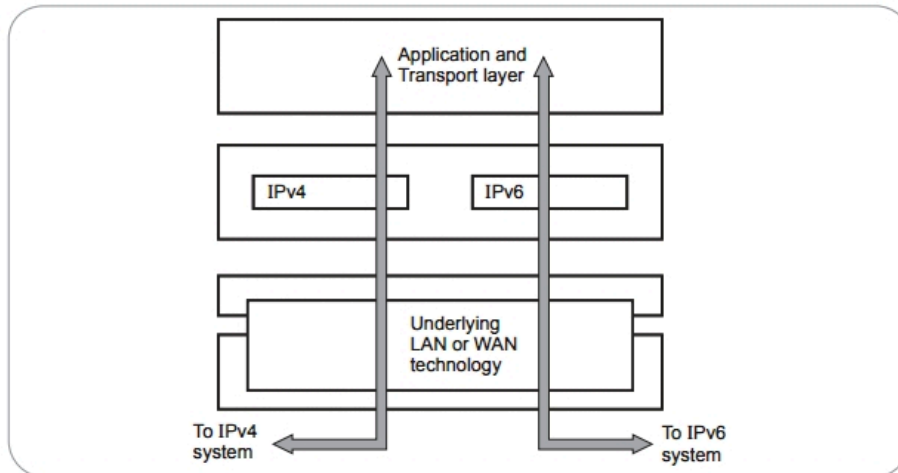 Application and
Transport layer
IPv4
IPv6
Underlying
LAN or WAN
technology
To IPv4
system
To IPv6
system